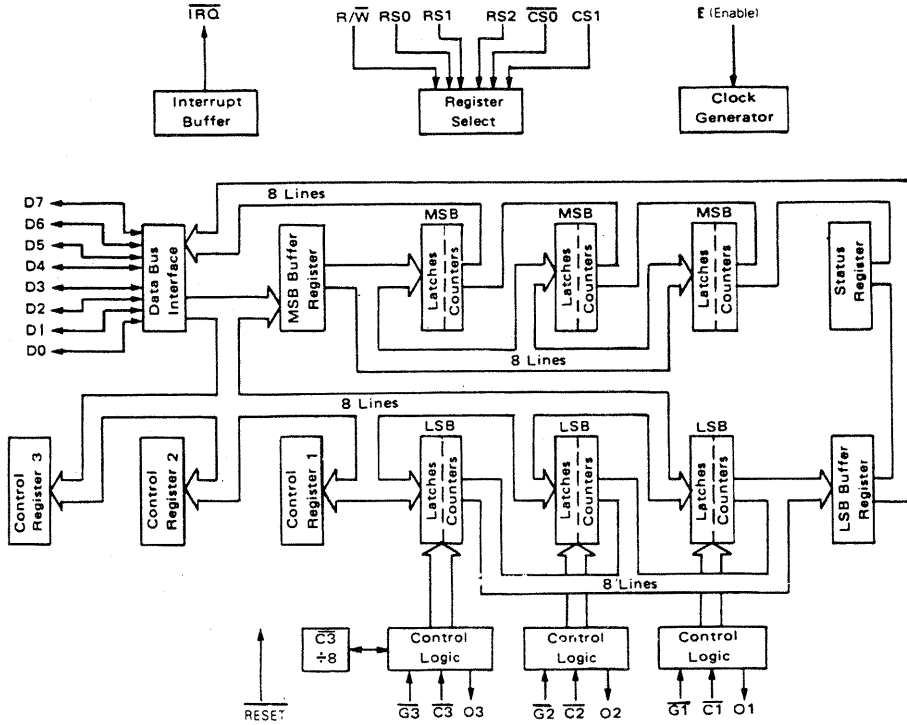 IRQ
R/W RS0 RS1 RS2 CS0 CS1
E (Enable)
Interrupt
Buffer
Register
Select
Clock
Generator
8 Lines
D7
D6
D5
D4
D3
D2
D1
D0
Data Bus
Interface
MSB Buffer
Register
MSB
Latches
Counters
MSB
Latches
Counters
MSB
Latches
Counters
Status
Register
8 Lines
8 Lines
Control
Register 3
Control
Register 2
Control
Register 1
LSB
Latches
Counters
LSB
Latches
Counters
LSB
Latches
Counters
LSB Buffer
Register
8 Lines
C3
÷8
Control
Logic
Control
Logic
Control
Logic
RESET
G3 C3 O3
G2 C2 O2
G1 C1 O1